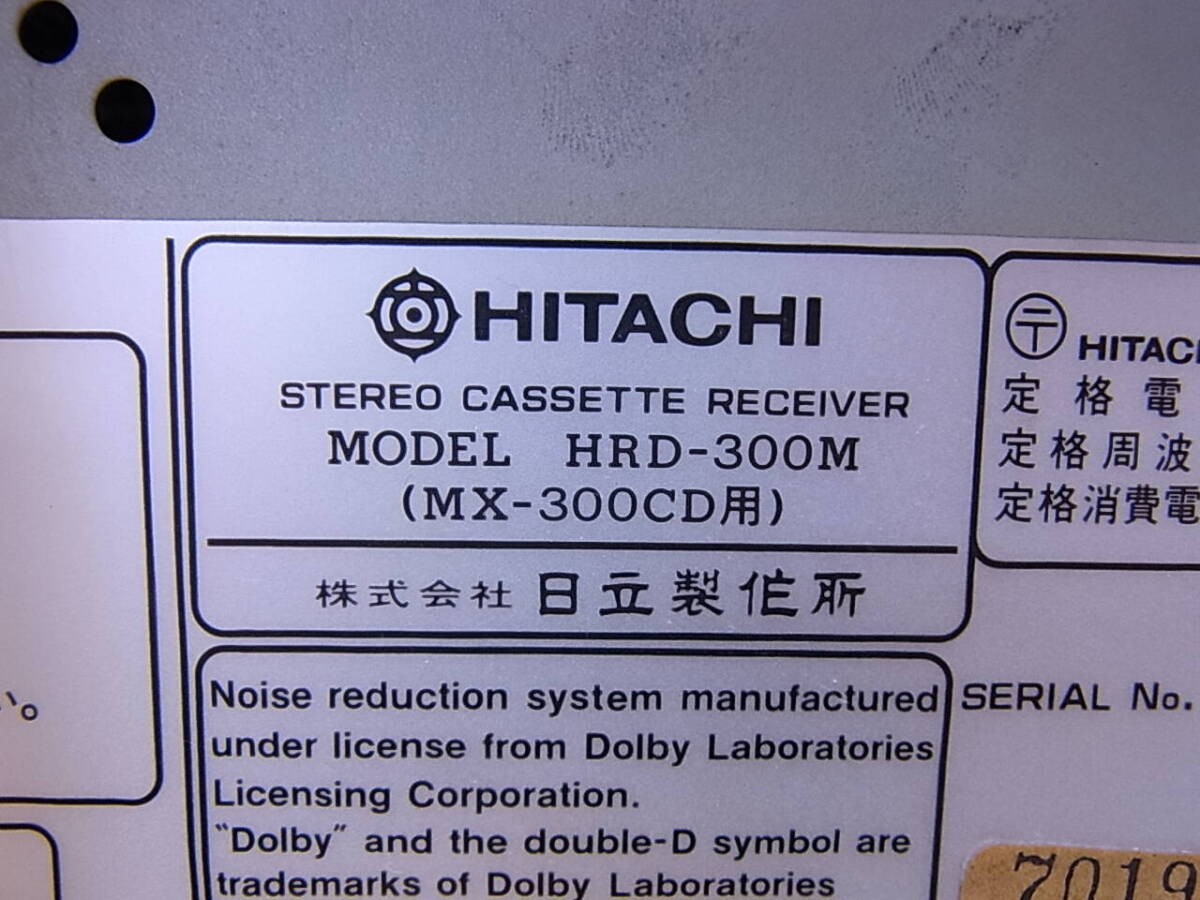 HITACHI
STEREO CASSETTE RECEIVER
MODEL HRD-300M
(MX-300CD用)
株式会社 日立製作所
Noise reduction system manufactured
under license from Dolby Laboratories
Licensing Corporation.
"Dolby" and the double-D symbol are
trademarks of Dolby Laboratories
〒 HITACH
定格電
定格周波
定格消費電
SERIAL No.
7019
い。